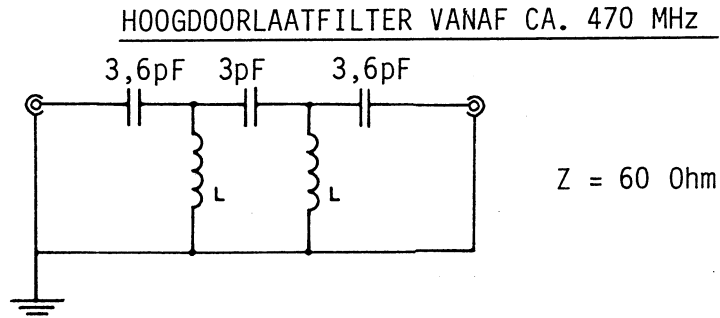 HOOGDOORLAATFILTER VANAF CA. 470 MHz
3,6pF 3pF 3,6pF
L L
Z = 60 Ohm